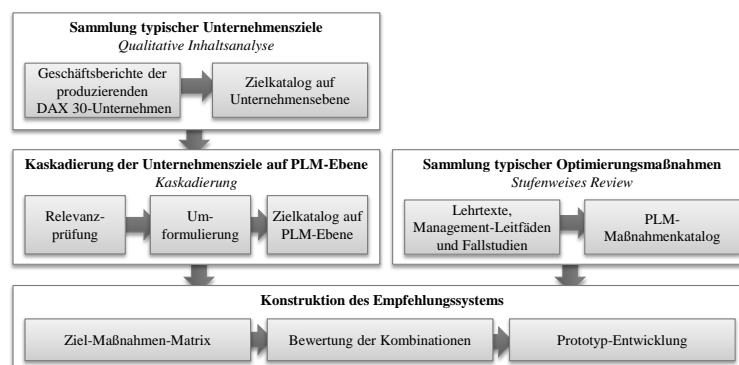 Sammlung typischer Unternehmensziele
Qualitative Inhaltsanalyse
Geschäftsberichte der
produzierenden
DAX 30-Unternehmen
Zielkatalog auf
Unternehmensebene
Kaskadierung der Unternehmensziele auf PLM-Ebene
Kaskadierung
Relevanz-
prüfung
Um-
formulierung
Zielkatalog auf
PLM-Ebene
Sammlung typischer Optimierungsmaßnahmen
Stufenweises Review
Lehrtexte,
Management-Leitfäden
und Fallstudien
PLM-
Maßnahmenkatalog
Konstruktion des Empfehlungssystems
Ziel-Maßnahmen-Matrix
Bewertung der Kombinationen
Prototyp-Entwicklung